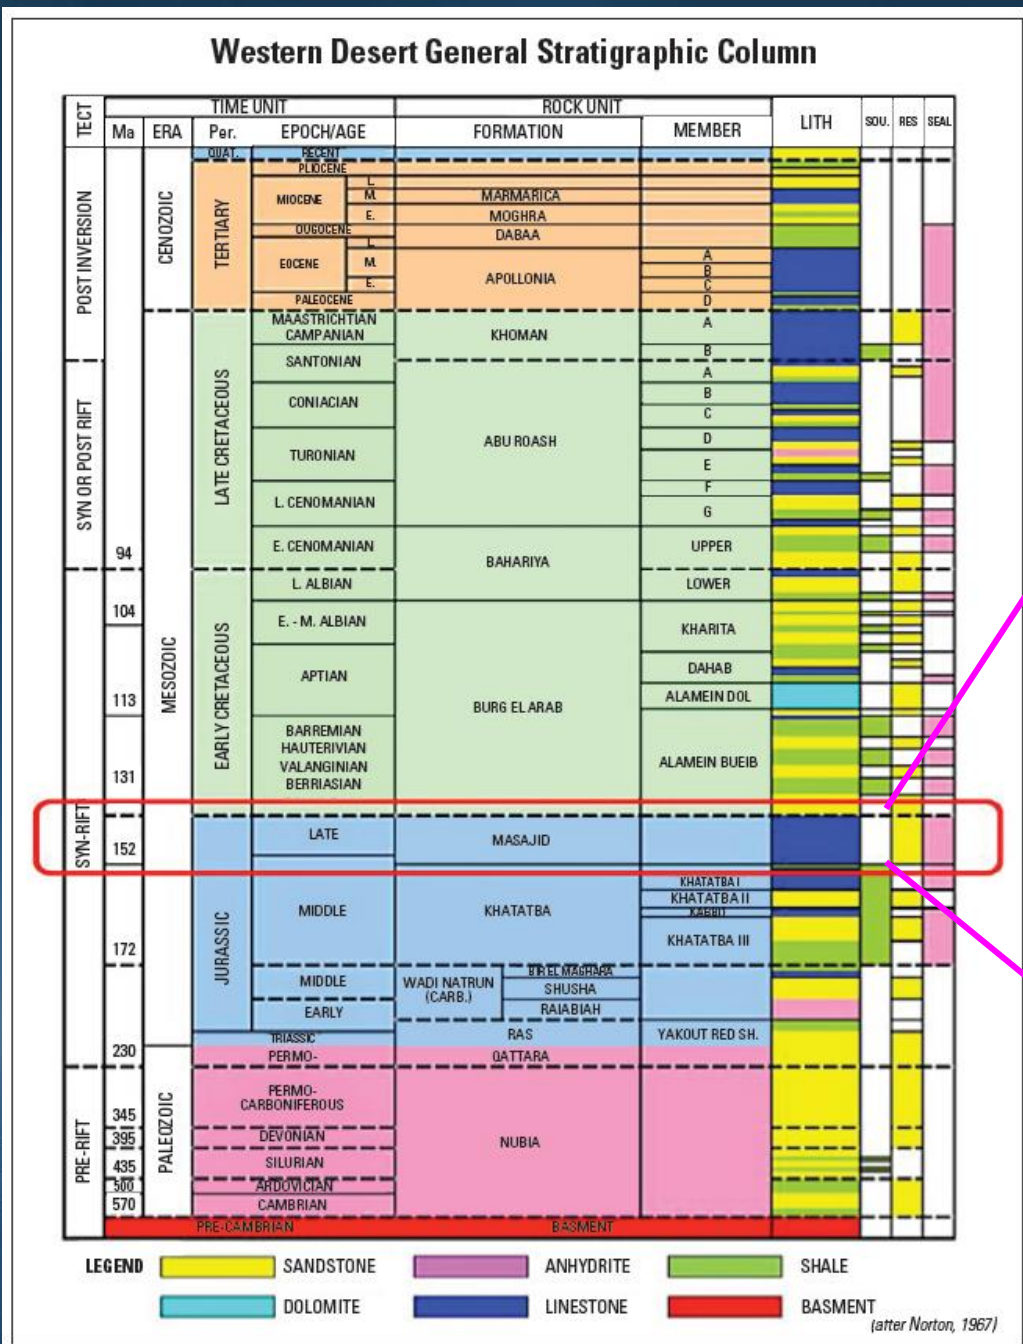 Western Desert General Stratigraphic Column
TECT
TIME UNIT
ROCK UNIT
LITH
SOU.
RES
SEAL
Ma
ERA
Per.
EPOCH/AGE
FORMATION
MEMBER
POST INVERSION
SYN OR POST RIFT
SYN-RIFT
PRE-RIFT
94
104
113
131
152
172
230
345
395
435
500
570
CENOZOIC
MESOZOIC
PALEOZOIC
QUAT.
TERTIARY
LATE CRETACEOUS
EARLY CRETACEOUS
JURASSIC
TRIASSIC
PERMO-
PERMO-
CARBONIFEROUS
DEVONIAN
SILURIAN
ARDOVICIAN
CAMBRIAN
PRE-CAMBRIAN
RECENT
PLIOCENE
MIOCENE
L.
M.
E.
OUGOCENE
EOCENE
L.
M.
E.
PALEOCENE
MAASTRICHTIAN
CAMPANIAN
SANTONIAN
CONIACIAN
TURONIAN
L. CENOMANIAN
E. CENOMANIAN
L. ALBIAN
E. - M. ALBIAN
APTIAN
BARREMIAN
HAUTERIVIAN
VALANGINIAN
BERRIASIAN
LATE
MIDDLE
MIDDLE
EARLY
MARMARICA
MOGHRA
DABAA
APOLLONIA
KHOMAN
ABU ROASH
BAHARIYA
BURG EL ARAB
MASAJID
KHATATBA
WADI NATRUN
(CARB.)
BIR EL MAGHARA
SHUSHA
RAIABIAH
RAS
QATTARA
NUBIA
BASMENT
A
B
C
D
A
B
A
B
C
D
E
F
G
UPPER
LOWER
KHARITA
DAHAB
ALAMEIN DOL
ALAMEIN BUEIB
KHATATBA I
KHATATBA II
KHATATBA III
YAKOUT RED SH.
LEGEND
SANDSTONE
ANHYDRITE
SHALE
DOLOMITE
LINESTONE
BASMENT
(atter Norton, 1967)